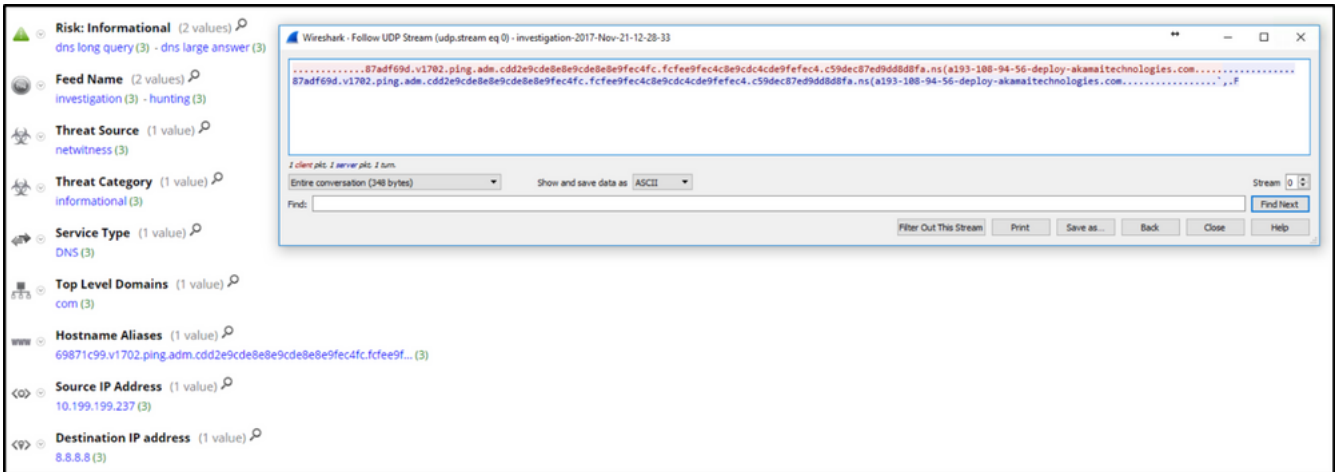 Risk: Informational (2 values)
dns long query (3) - dns large answer (3)
Feed Name (2 values)
investigation (3) - hunting (3)
Threat Source (1 value)
netwitness (3)
Threat Category (1 value)
informational (3)
Service Type (1 value)
DNS (3)
Top Level Domains (1 value)
com (3)
Hostname Aliases (1 value)
69871c99.v1702.ping.adm.cdd2e9cde8e8e9cde8e8e9fec4fc.fcfee9f... (3)
Source IP Address (1 value)
10.199.199.237 (3)
Destination IP address (1 value)
8.8.8.8 (3)
Wireshark · Follow UDP Stream (udp.stream eq 0) · investigation-2017-Nov-21-12-28-33
.............87adf69d.v1702.ping.adm.cdd2e9cde8e8e9cde8e8e9fec4fc.fcfee9fec4c8e9cdc4cde9fefec4.c59dec87ed9dd8d8fa.ns(a193-108-94-56-deploy-akamaitechnologies.com.....................
87adf69d.v1702.ping.adm.cdd2e9cde8e8e9cde8e8e9fec4fc.fcfee9fec4c8e9cdc4cde9fefec4.c59dec87ed9dd8d8fa.ns(a193-108-94-56-deploy-akamaitechnologies.com.................`,.F
1 client pkt, 1 server pkt, 1 turn.
Entire conversation (348 bytes)
Show and save data as ASCII
Stream 0
Find:
Find Next
Filter Out This Stream
Print
Save as...
Back
Close
Help